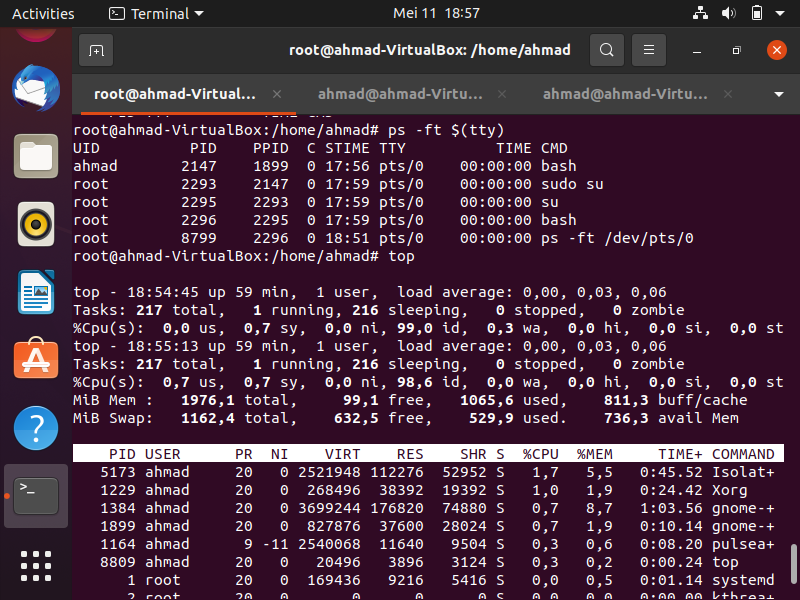 Activities Terminal Mei 11 18:57
root@ahmad-VirtualBox: /home/ahmad
root@ahmad-Virtual... ahmad@ahmad-Virtu... ahmad@ahmad-Virtu...
root@ahmad-VirtualBox:/home/ahmad# ps -ft $(tty)
UID PID PPID C STIME TTY TIME CMD
ahmad 2147 1899 0 17:56 pts/0 00:00:00 bash
root 2293 2147 0 17:59 pts/0 00:00:00 sudo su
root 2295 2293 0 17:59 pts/0 00:00:00 su
root 2296 2295 0 17:59 pts/0 00:00:00 bash
root 8799 2296 0 18:51 pts/0 00:00:00 ps -ft /dev/pts/0
root@ahmad-VirtualBox:/home/ahmad# top
top - 18:54:45 up 59 min, 1 user, load average: 0,00, 0,03, 0,06
Tasks: 217 total, 1 running, 216 sleeping, 0 stopped, 0 zombie
%Cpu(s): 0,0 us, 0,7 sy, 0,0 ni, 99,0 id, 0,3 wa, 0,0 hi, 0,0 si, 0,0 st
top - 18:55:13 up 59 min, 1 user, load average: 0,00, 0,03, 0,06
Tasks: 217 total, 1 running, 216 sleeping, 0 stopped, 0 zombie
%Cpu(s): 0,7 us, 0,7 sy, 0,0 ni, 98,6 id, 0,0 wa, 0,0 hi, 0,0 si, 0,0 st
MiB Mem : 1976,1 total, 99,1 free, 1065,6 used, 811,3 buff/cache
MiB Swap: 1162,4 total, 632,5 free, 529,9 used. 736,3 avail Mem
PID USER PR NI VIRT RES SHR S %CPU %MEM TIME+ COMMAND
5173 ahmad 20 0 2521948 112276 52952 S 1,7 5,5 0:45.52 Isolat+
1229 ahmad 20 0 268496 38392 19392 S 1,0 1,9 0:24.42 Xorg
1384 ahmad 20 0 3699244 176820 74880 S 0,7 8,7 1:03.56 gnome-+
1899 ahmad 20 0 827876 37600 28024 S 0,7 1,9 0:10.14 gnome-+
1164 ahmad 9 -11 2540068 11640 9504 S 0,3 0,6 0:08.20 pulsea+
8809 ahmad 20 0 20496 3896 3124 S 0,3 0,2 0:00.24 top
1 root 20 0 169436 9216 5416 S 0,0 0,5 0:01.14 systemd
2 root 20 0 0 0 0 S 0,0 0,0 0:00.00 kthrea+